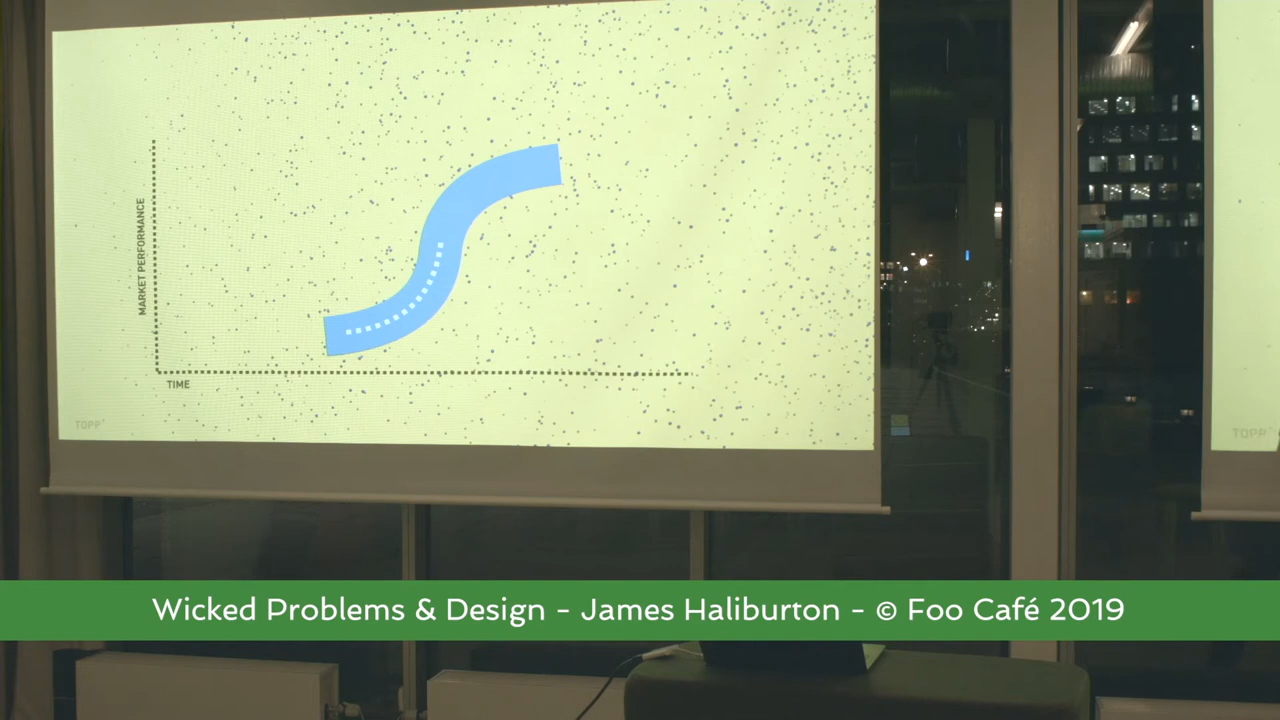 MARKET PERFORMANCE
TIME
TOPP
TOPP
Wicked Problems & Design - James Haliburton - © Foo Café 2019